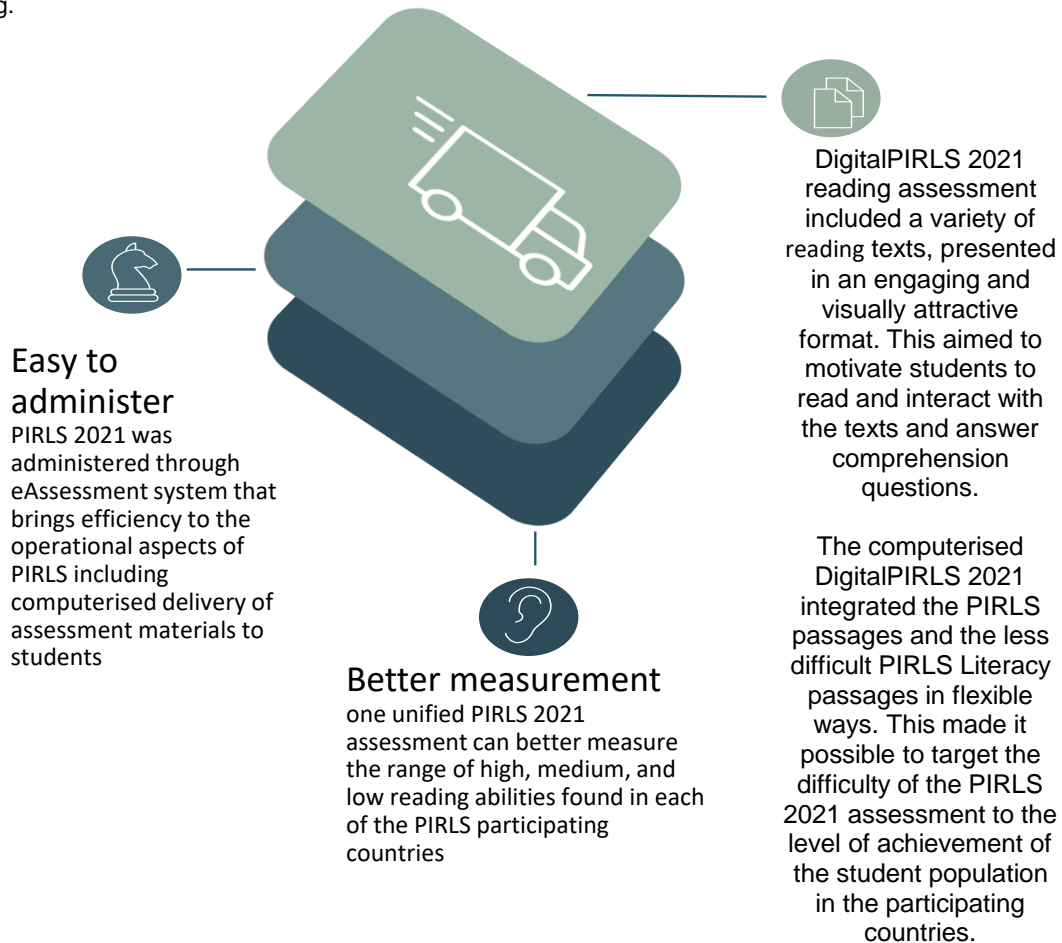 g.
DigitalPIRLS 2021
reading assessment
included a variety of
reading texts, presented
in an engaging and
visually attractive
format. This aimed to
motivate students to
read and interact with
the texts and answer
comprehension
questions.
The computerised
DigitalPIRLS 2021
integrated the PIRLS
passages and the less
difficult PIRLS Literacy
passages in flexible
ways. This made it
possible to target the
difficulty of the PIRLS
2021 assessment to the
level of achievement of
the student population
in the participating
countries.
Easy to
administer
PIRLS 2021 was
administered through
eAssessment system that
brings efficiency to the
operational aspects of
PIRLS including
computerised delivery of
assessment materials to
students
Better measurement
one unified PIRLS 2021
assessment can better measure
the range of high, medium, and
low reading abilities found in each
of the PIRLS participating
countries